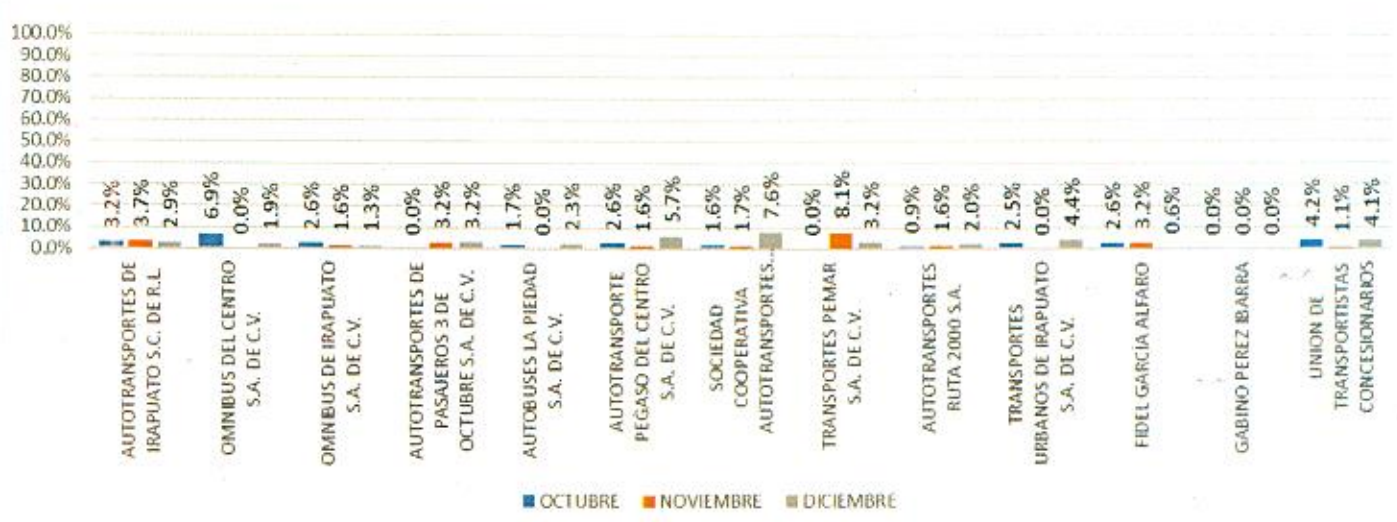 100.0%
90.0%
80.0%
70.0%
60.0%
50.0%
40.0%
30.0%
20.0%
10.0%
0.0%
3.2%
3.7%
2.9%
6.9%
0.0%
1.9%
2.6%
1.6%
1.3%
0.0%
3.2%
3.2%
1.7%
0.0%
2.3%
2.6%
1.6%
5.7%
1.6%
1.7%
7.6%
0.0%
8.1%
3.2%
0.9%
1.6%
2.0%
2.5%
0.0%
4.4%
2.6%
3.2%
0.6%
0.0%
0.0%
0.0%
4.2%
1.1%
4.1%
AUTOTRANSPORTES DE
IRAPUATO S.C. DE R.L.
OMNIBUS DEL CENTRO
S.A. DE C.V.
OMNIBUS DE IRAPUATO
S.A. DE C.V.
AUTOTRANSPORTES DE
PASAJEROS 3 DE
OCTUBRE S.A. DE C.V.
AUTOBUSES LA PIEDAD
S.A. DE C.V.
AUTOTRANSPORTE
PEGASO DEL CENTRO
S.A. DE C.V.
SOCIEDAD
COOPERATIVA
AUTOTRANSPORTES...
TRANSPORTES PEMAR
S.A. DE C.V.
AUTOTRANSPORTES
RUTA 2000 S.A.
TRANSPORTES
URBANOS DE IRAPUATO
S.A. DE C.V.
FIDEL GARCÍA ALFARO
GABINO PEREZ IBARRA
UNION DE
TRANSPORTISTAS
CONCESIONARIOS
OCTUBRE NOVIEMBRE DICIEMBRE